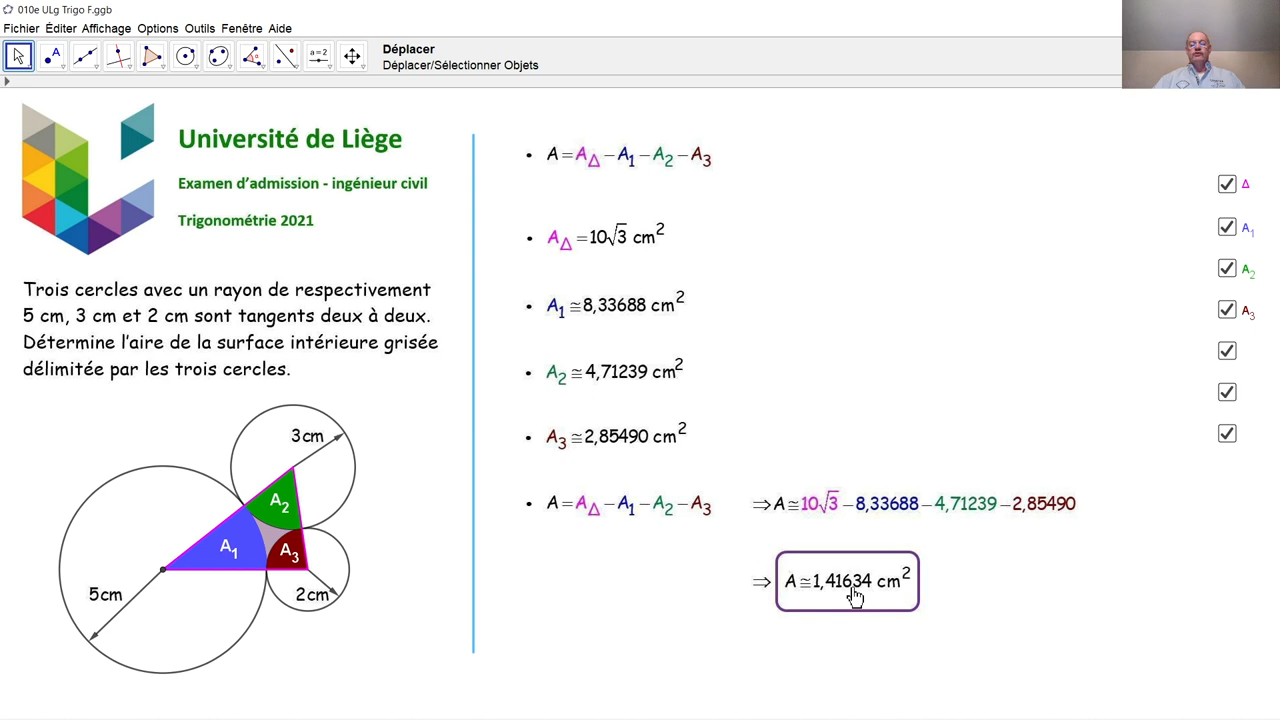 010e ULg Trigo F.ggb
Fichier Éditer Affichage Options Outils Fenêtre Aide
A
a=2
Déplacer
Déplacer/Sélectionner Objets
Université de Liège
Examen d’admission - ingénieur civil
Trigonométrie 2021
Trois cercles avec un rayon de respectivement
5 cm, 3 cm et 2 cm sont tangents deux à deux.
Détermine l’aire de la surface intérieure grisée
délimitée par les trois cercles.
3cm
A₂
A₁
A₃
5cm
2cm
• A = A_Δ − A₁ − A₂ − A₃
• A_Δ = 10√3 cm²
• A₁ ≅ 8,33688 cm²
• A₂ ≅ 4,71239 cm²
• A₃ ≅ 2,85490 cm²
• A = A_Δ − A₁ − A₂ − A₃ ⇒ A ≅ 10√3 − 8,33688 − 4,71239 − 2,85490
⇒ A ≅ 1,41634 cm²
Δ
A₁
A₂
A₃